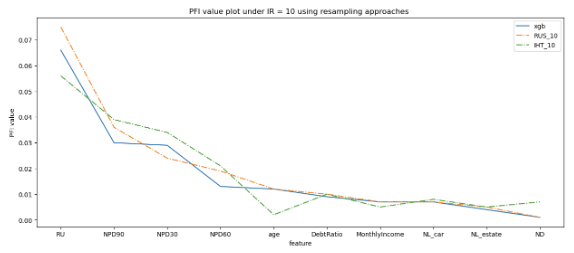 PFI value plot under IR = 10 using resampling approaches
xgb
RUS_10
IHT_10
0.07
0.06
0.05
0.04
0.03
0.02
0.01
0.00
PFI value
RU
NPD90
NPD30
NPD60
age
DebtRatio
MonthlyIncome
NL_car
NL_estate
ND
feature